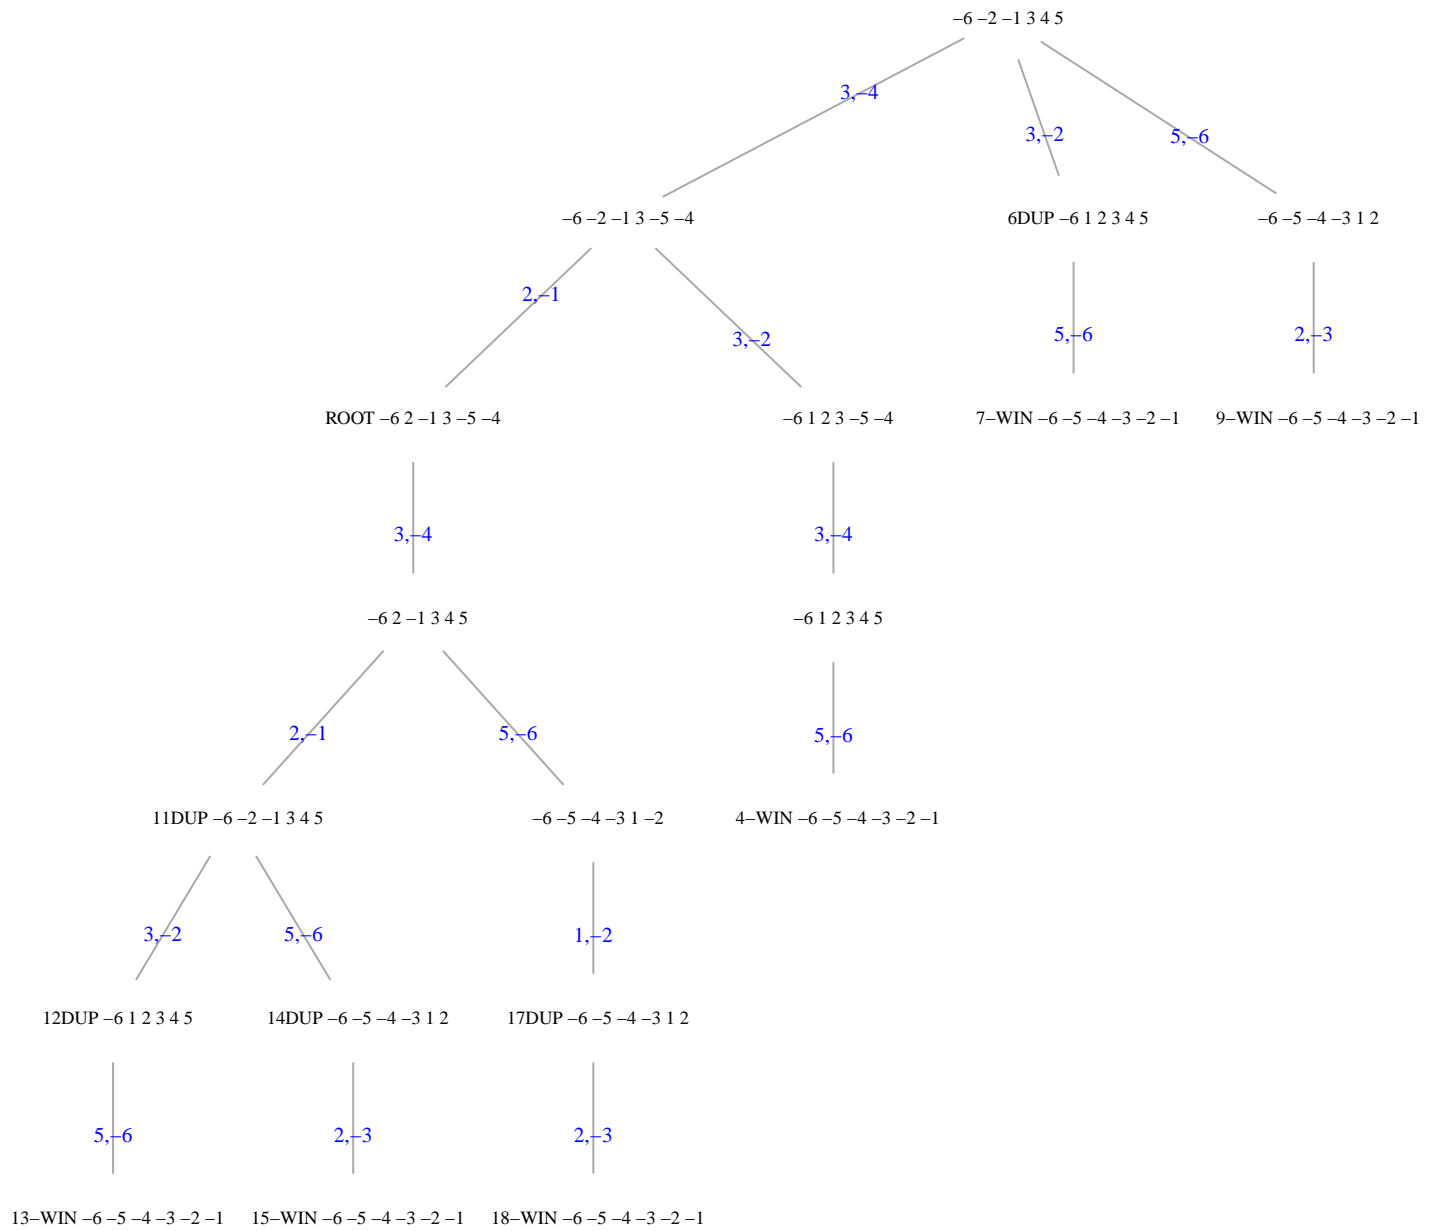 –6 –2 –1 3 4 5
3,–4
3,–2
5,–6
–6 –2 –1 3 –5 –4
6DUP –6 1 2 3 4 5
–6 –5 –4 –3 1 2
2,–1
3,–2
5,–6
2,–3
ROOT –6 2 –1 3 –5 –4
–6 1 2 3 –5 –4
7–WIN –6 –5 –4 –3 –2 –1
9–WIN –6 –5 –4 –3 –2 –1
3,–4
3,–4
–6 2 –1 3 4 5
–6 1 2 3 4 5
2,–1
5,–6
5,–6
11DUP –6 –2 –1 3 4 5
–6 –5 –4 –3 1 –2
4–WIN –6 –5 –4 –3 –2 –1
3,–2
5,–6
1,–2
12DUP –6 1 2 3 4 5
14DUP –6 –5 –4 –3 1 2
17DUP –6 –5 –4 –3 1 2
5,–6
2,–3
2,–3
13–WIN –6 –5 –4 –3 –2 –1
15–WIN –6 –5 –4 –3 –2 –1
18–WIN –6 –5 –4 –3 –2 –1